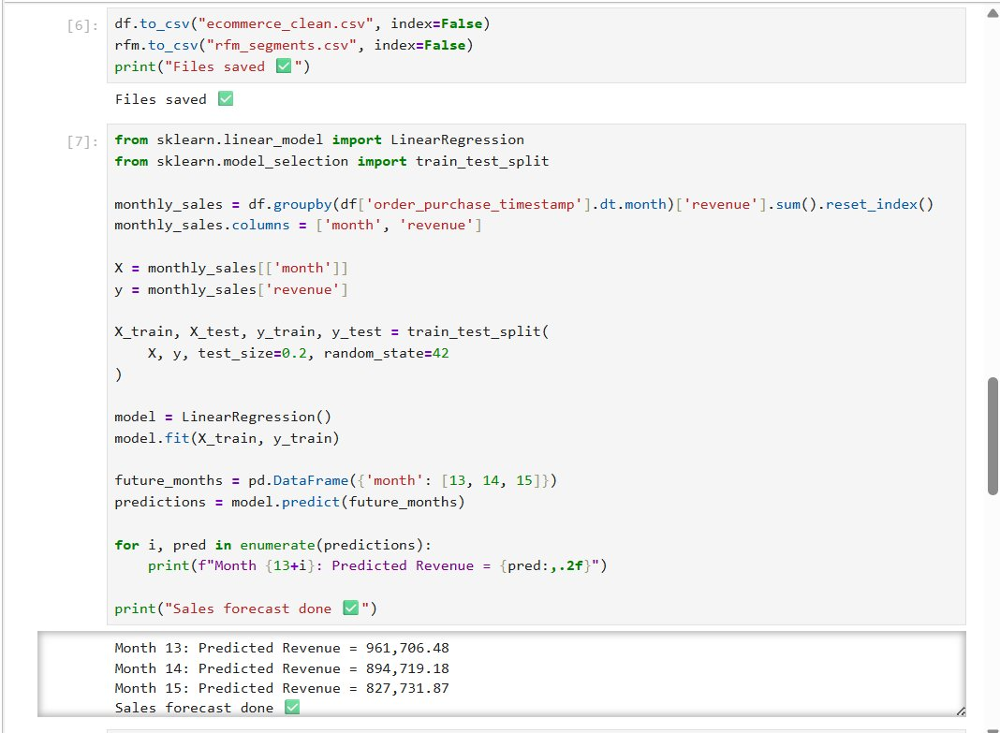 [6]:
df.to_csv("ecommerce_clean.csv", index=False)
rfm.to_csv("rfm_segments.csv", index=False)
print("Files saved ✅")
Files saved ✅
[7]:
from sklearn.linear_model import LinearRegression
from sklearn.model_selection import train_test_split
monthly_sales = df.groupby(df['order_purchase_timestamp'].dt.month)['revenue'].sum().reset_index()
monthly_sales.columns = ['month', 'revenue']
X = monthly_sales[['month']]
y = monthly_sales['revenue']
X_train, X_test, y_train, y_test = train_test_split(
    X, y, test_size=0.2, random_state=42
)
model = LinearRegression()
model.fit(X_train, y_train)
future_months = pd.DataFrame({'month': [13, 14, 15]})
predictions = model.predict(future_months)
for i, pred in enumerate(predictions):
    print(f"Month {13+i}: Predicted Revenue = {pred:,.2f}")
print("Sales forecast done ✅")
Month 13: Predicted Revenue = 961,706.48
Month 14: Predicted Revenue = 894,719.18
Month 15: Predicted Revenue = 827,731.87
Sales forecast done ✅